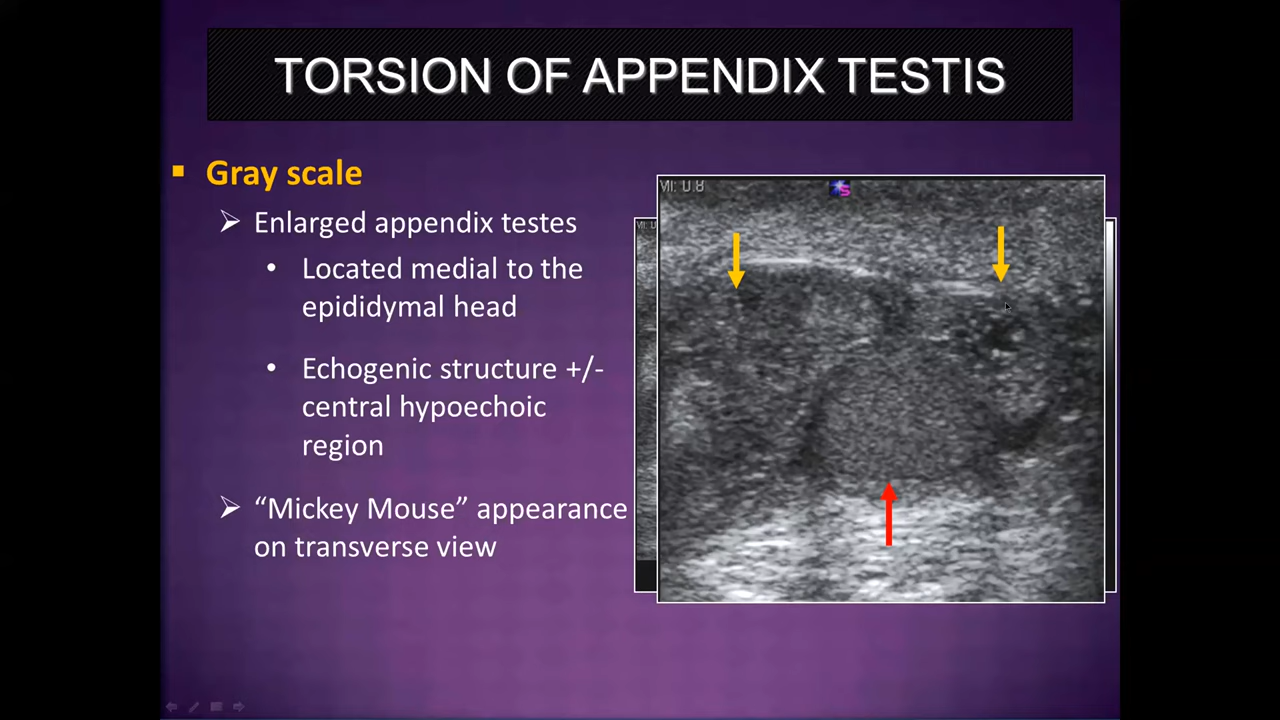 TORSION OF APPENDIX TESTIS
Gray scale
Enlarged appendix testes
Located medial to the
epididymal head
Echogenic structure +/-
central hypoechoic
region
“Mickey Mouse” appearance
on transverse view
MI: 0.8
S